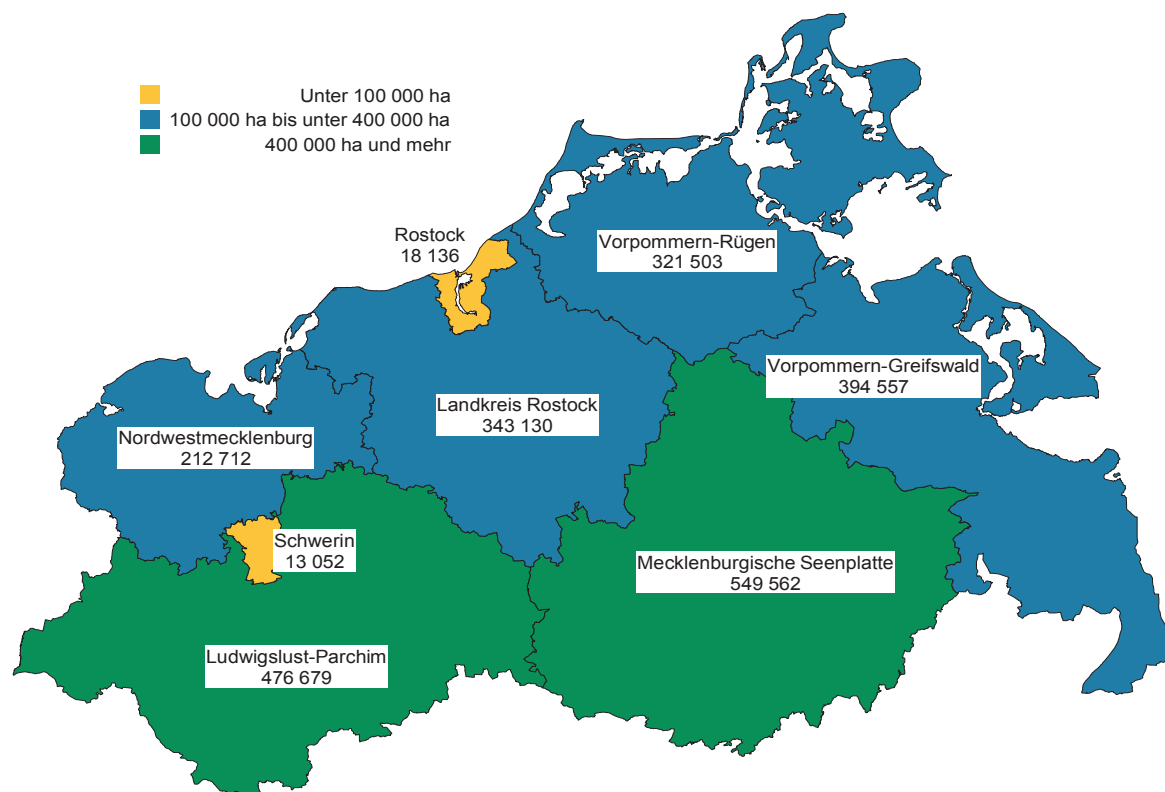 Unter 100 000 ha
100 000 ha bis unter 400 000 ha
400 000 ha und mehr
Rostock
18 136
Vorpommern-Rügen
321 503
Vorpommern-Greifswald
394 557
Landkreis Rostock
343 130
Nordwestmecklenburg
212 712
Schwerin
13 052
Mecklenburgische Seenplatte
549 562
Ludwigslust-Parchim
476 679